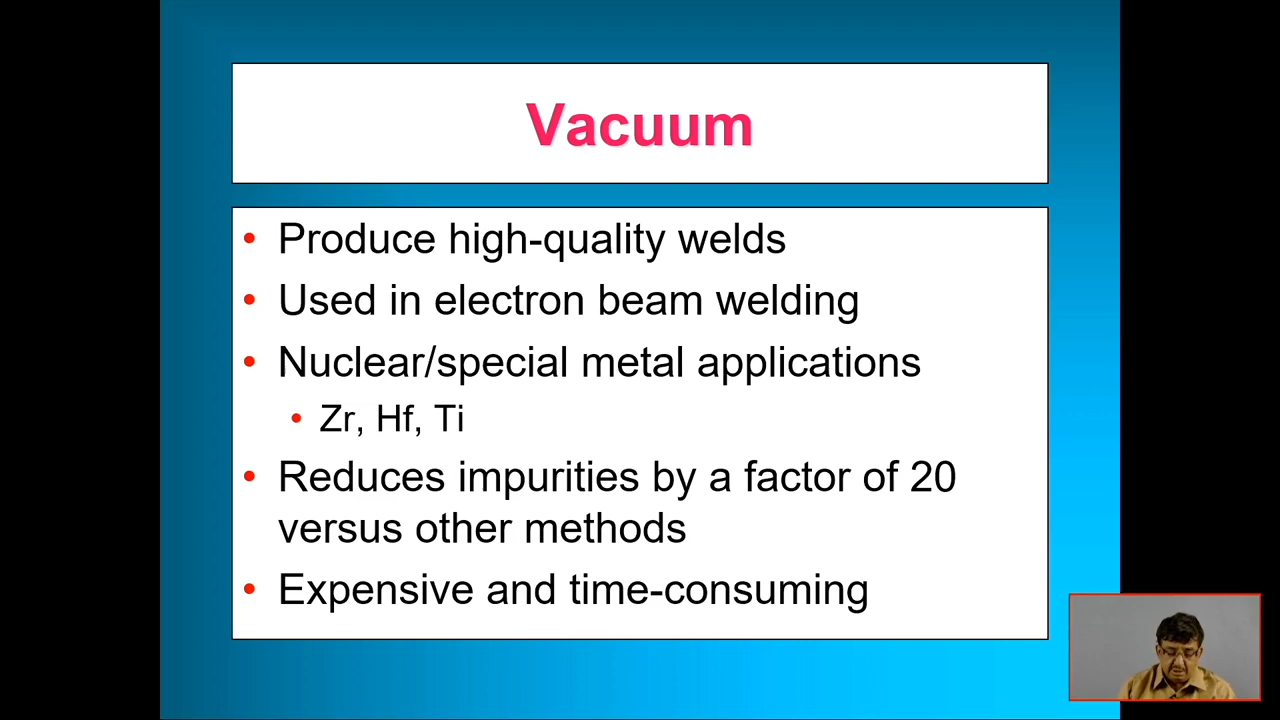 Vacuum
• Produce high-quality welds
• Used in electron beam welding
• Nuclear/special metal applications
• Zr, Hf, Ti
• Reduces impurities by a factor of 20
versus other methods
• Expensive and time-consuming